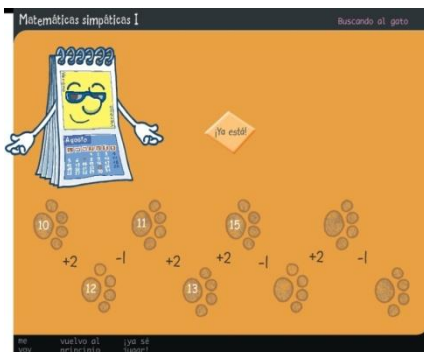 Matemáticas simpáticas I
Buscando al gato
Agosto
¡Ya está!
10
11
15
+2
-1
+2
+2
-1
+2
-1
12
13
me voy
vuelvo al principio
¡ya sé jugar!